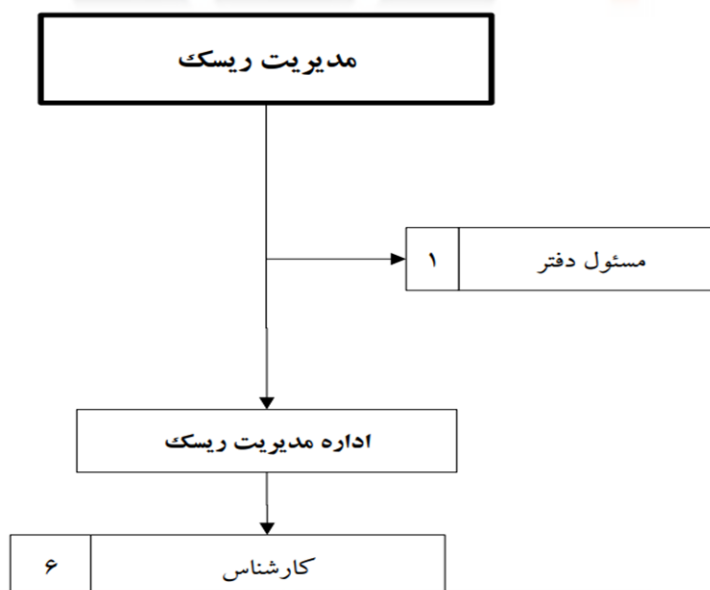 مدیریت ریسک
مسئول دفتر ۱
اداره مدیریت ریسک
کارشناس ۶